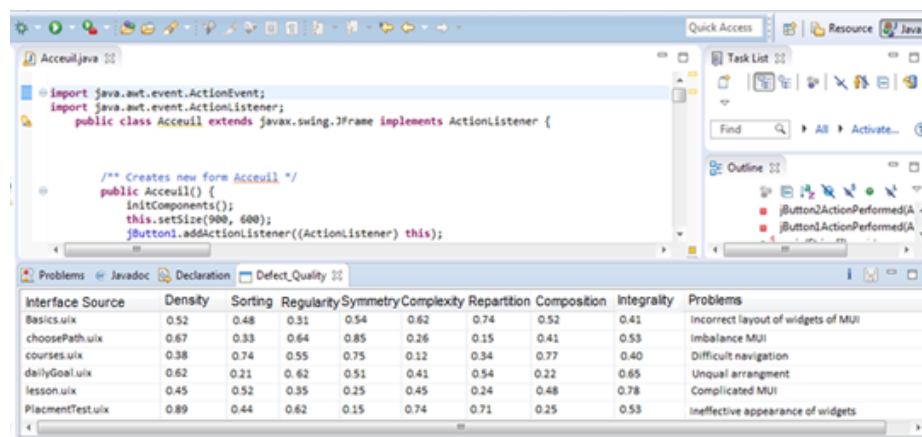 Quick Access Resource Java
Acceuil.java
import java.awt.event.ActionEvent;
import java.awt.event.ActionListener;
public class Acceuil extends javax.swing.JFrame implements ActionListener {
/** Creates new form Acceuil */
public Acceuil() {
initComponents();
this.setSize(900, 600);
jButton1.addActionListener((ActionListener) this);
Task List
Find All Activate...
Outline
jButton2ActionPerformed(A
jButton1ActionPerformed(A
Problems Javadoc Declaration Defect_Quality
Interface Source Density Sorting Regularity Symmetry Complexity Repartition Composition Integrality Problems
Basics.uix 0.52 0.48 0.31 0.54 0.62 0.74 0.52 0.41 Incorrect layout of widgets of MUI
choosePath.uix 0.67 0.33 0.64 0.85 0.26 0.15 0.41 0.53 Imbalance MUI
courses.uix 0.38 0.74 0.55 0.75 0.12 0.34 0.77 0.40 Difficult navigation
dailyGoal.uix 0.62 0.21 0. 62 0.51 0.41 0.54 0.22 0.65 Unqual arrangment
lesson.uix 0.45 0.52 0.35 0.25 0.45 0.24 0.48 0.78 Complicated MUI
PlacmentTest.uix 0.89 0.44 0.62 0.15 0.74 0.71 0.25 0.53 Ineffective appearance of widgets